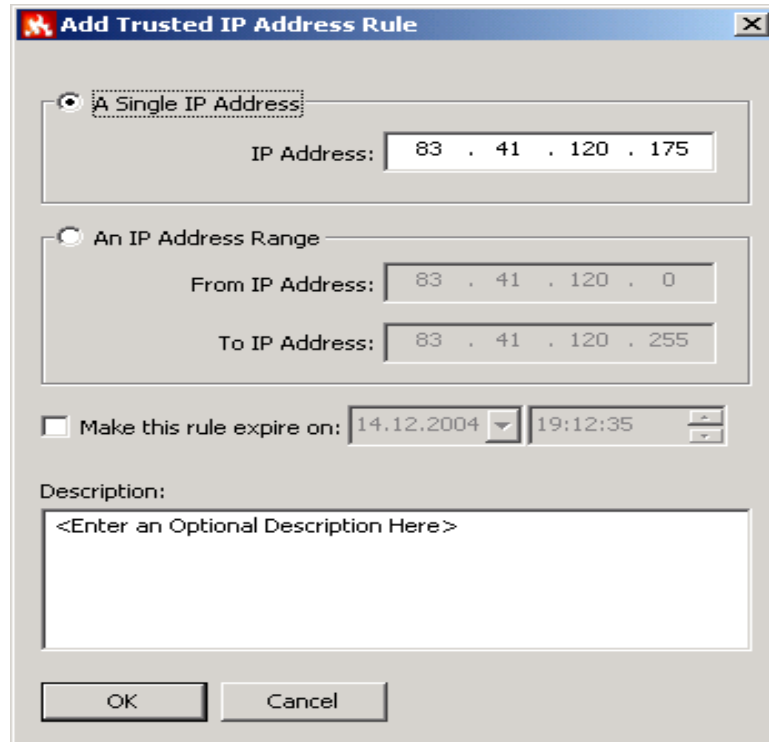 Add Trusted IP Address Rule
A Single IP Address
IP Address: 83 . 41 . 120 . 175
An IP Address Range
From IP Address: 83 . 41 . 120 . 0
To IP Address: 83 . 41 . 120 . 255
Make this rule expire on: 14.12.2004 19:12:35
Description:
<Enter an Optional Description Here>
OK Cancel